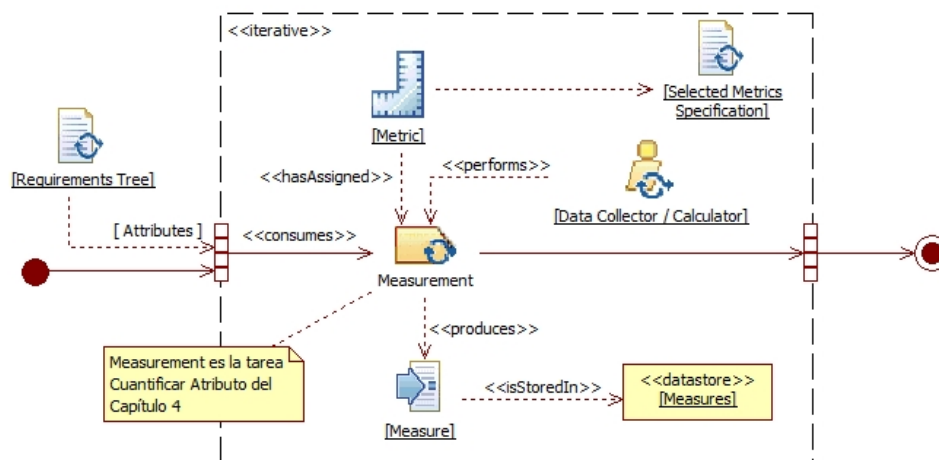 <<iterative>>
[Selected Metrics
Specification]
[Metric]
[Requirements Tree]
<<hasAssigned>>
<<performs>>
[Data Collector / Calculator]
[ Attributes ]
<<consumes>>
Measurement
<<produces>>
Measurement es la tarea
Cuantificar Atributo del
Capítulo 4
[Measure]
<<isStoredIn>>
<<datastore>>
[Measures]